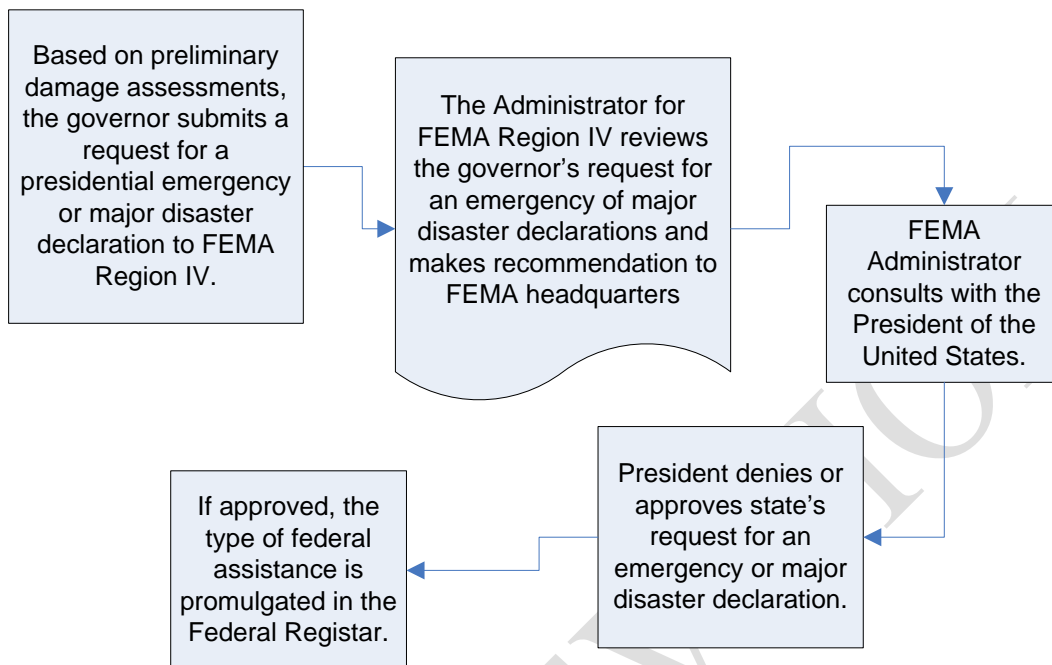 Based on preliminary
damage assessments,
the governor submits a
request for a
presidential emergency
or major disaster
declaration to FEMA
Region IV.
The Administrator for
FEMA Region IV reviews
the governor’s request for
an emergency of major
disaster declarations and
makes recommendation to
FEMA headquarters
FEMA
Administrator
consults with the
President of the
United States.
President denies or
approves state’s
request for an
emergency or major
disaster declaration.
If approved, the
type of federal
assistance is
promulgated in the
Federal Registar.